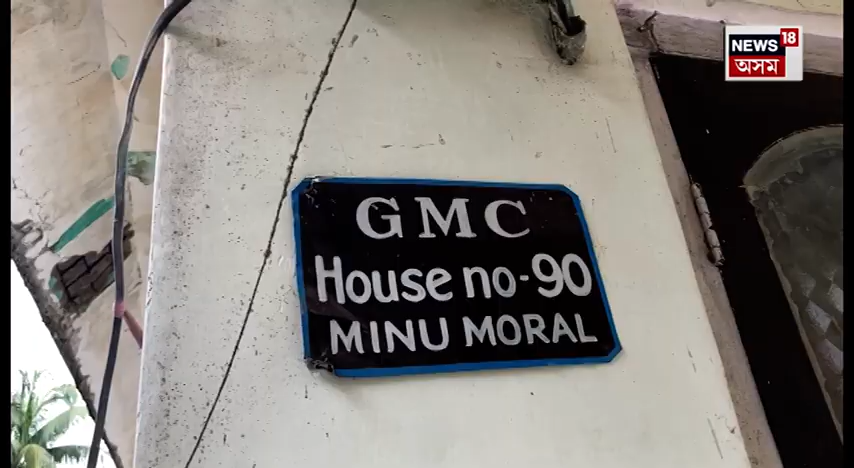 NEWS 18
অসম
GMC
House no-90
MINU MORAL